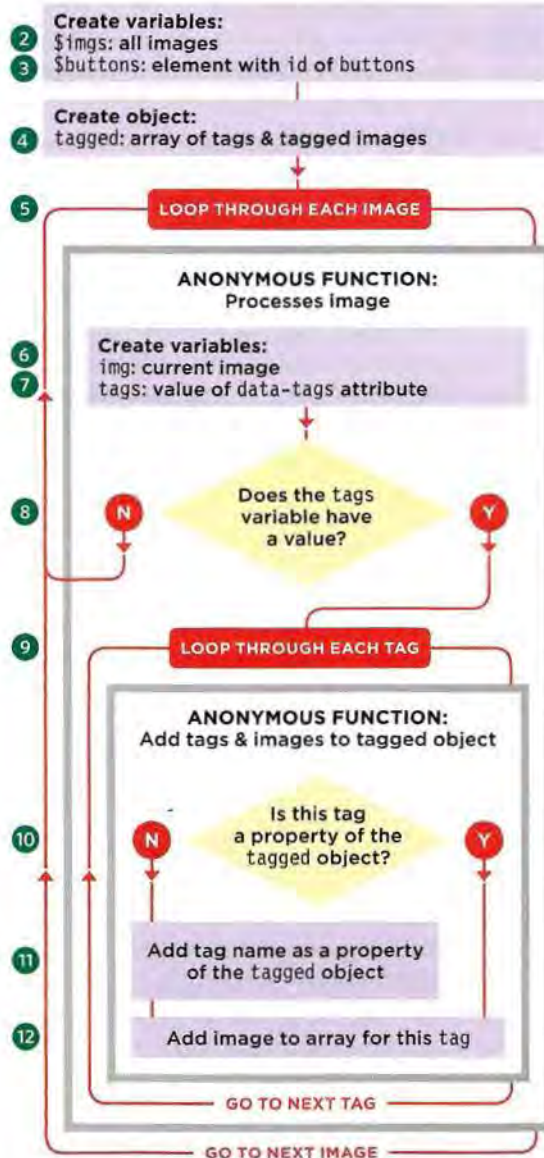 Create variables:
2 $imgs: all images
3 $buttons: element with id of buttons
Create object:
4 tagged: array of tags & tagged images
5 LOOP THROUGH EACH IMAGE
ANONYMOUS FUNCTION:
Processes image
Create variables:
6 img: current image
7 tags: value of data-tags attribute
Does the tags
8 N variable have Y
a value?
9 LOOP THROUGH EACH TAG
ANONYMOUS FUNCTION:
Add tags & images to tagged object
Is this tag
10 N a property of the Y
tagged object?
11 Add tag name as a property
of the tagged object
12 Add image to array for this tag
GO TO NEXT TAG
GO TO NEXT IMAGE